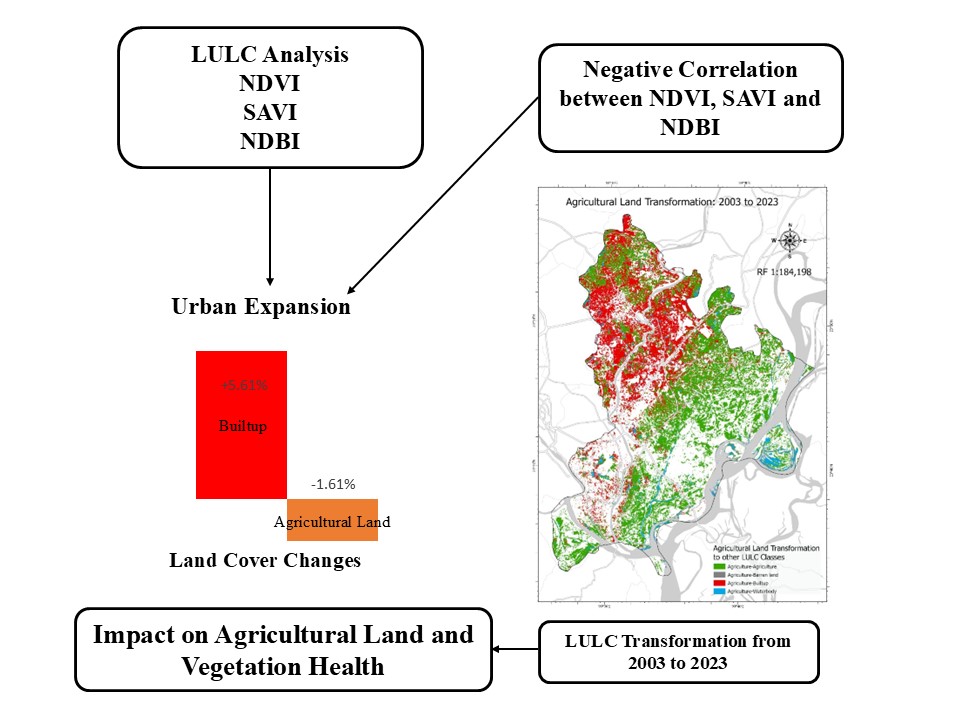 LULC Analysis
NDVI
SAVI
NDBI
Negative Correlation
between NDVI, SAVI and
NDBI
Urban Expansion
+5.61%
Builtup
-1.61%
Agricultural Land
Land Cover Changes
Agricultural Land Transformation: 2003 to 2023
N
W
E
S
RF 1:184,198
Agricultural Land Transformation
to other LULC Classes
Agriculture-Agriculture
Agriculture-Barren land
Agriculture-Builtup
Agriculture-Waterbody
Impact on Agricultural Land and
Vegetation Health
LULC Transformation from
2003 to 2023